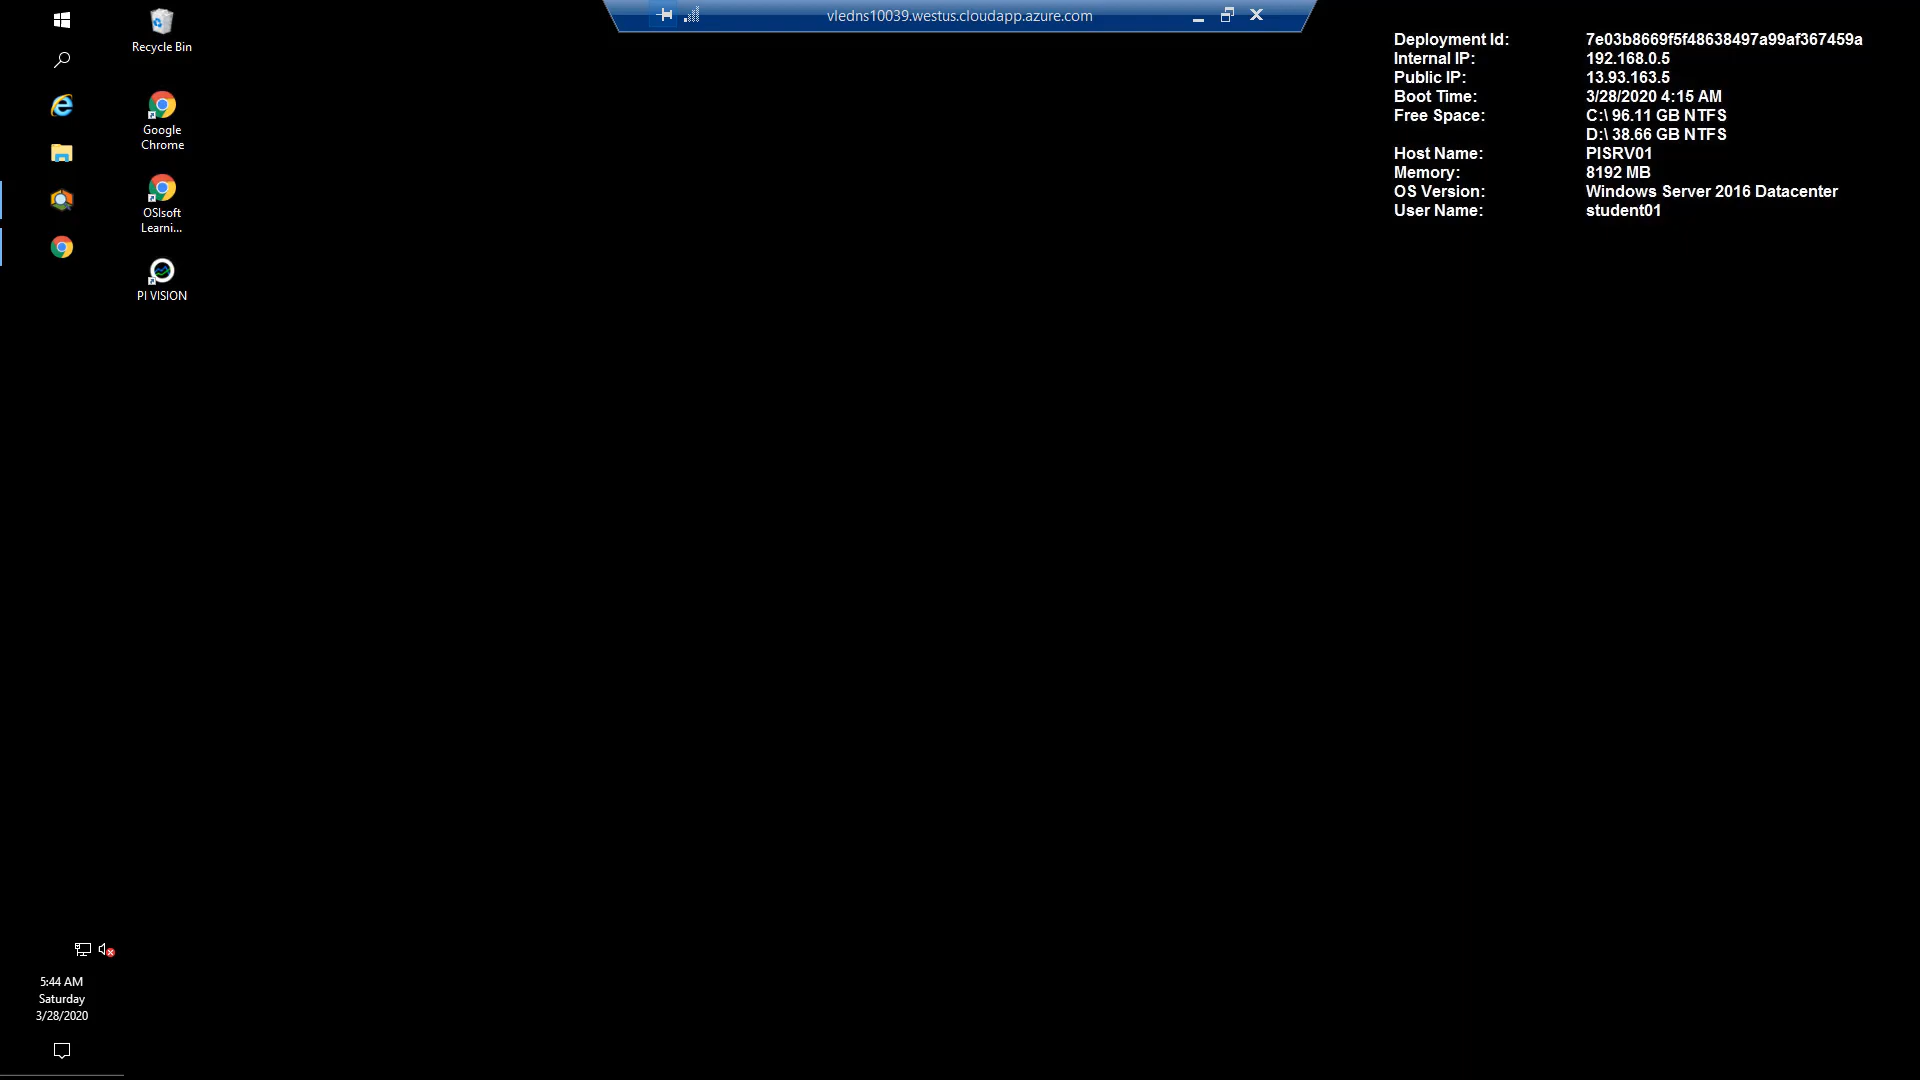 vledns10039.westus.cloudapp.azure.com
Recycle Bin
Google
Chrome
OSIsoft
Learni...
PI VISION
Deployment Id: 7e03b8669f5f48638497a99af367459a
Internal IP: 192.168.0.5
Public IP: 13.93.163.5
Boot Time: 3/28/2020 4:15 AM
Free Space: C:\ 96.11 GB NTFS
D:\ 38.66 GB NTFS
Host Name: PISRV01
Memory: 8192 MB
OS Version: Windows Server 2016 Datacenter
User Name: student01
5:44 AM
Saturday
3/28/2020